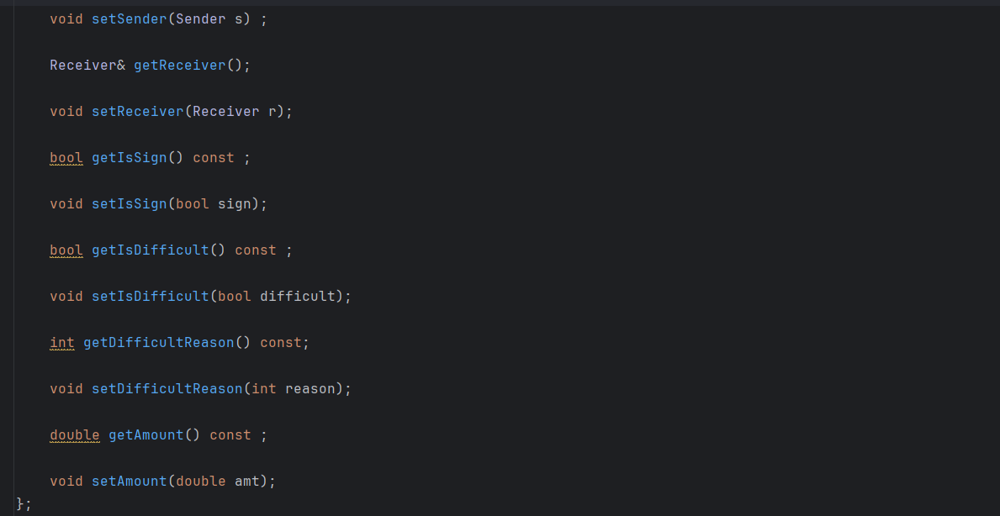 void setSender(Sender s) ;
Receiver& getReceiver();
void setReceiver(Receiver r);
bool getIsSign() const ;
void setIsSign(bool sign);
bool getIsDifficult() const ;
void setIsDifficult(bool difficult);
int getDifficultReason() const;
void setDifficultReason(int reason);
double getAmount() const ;
void setAmount(double amt);
};